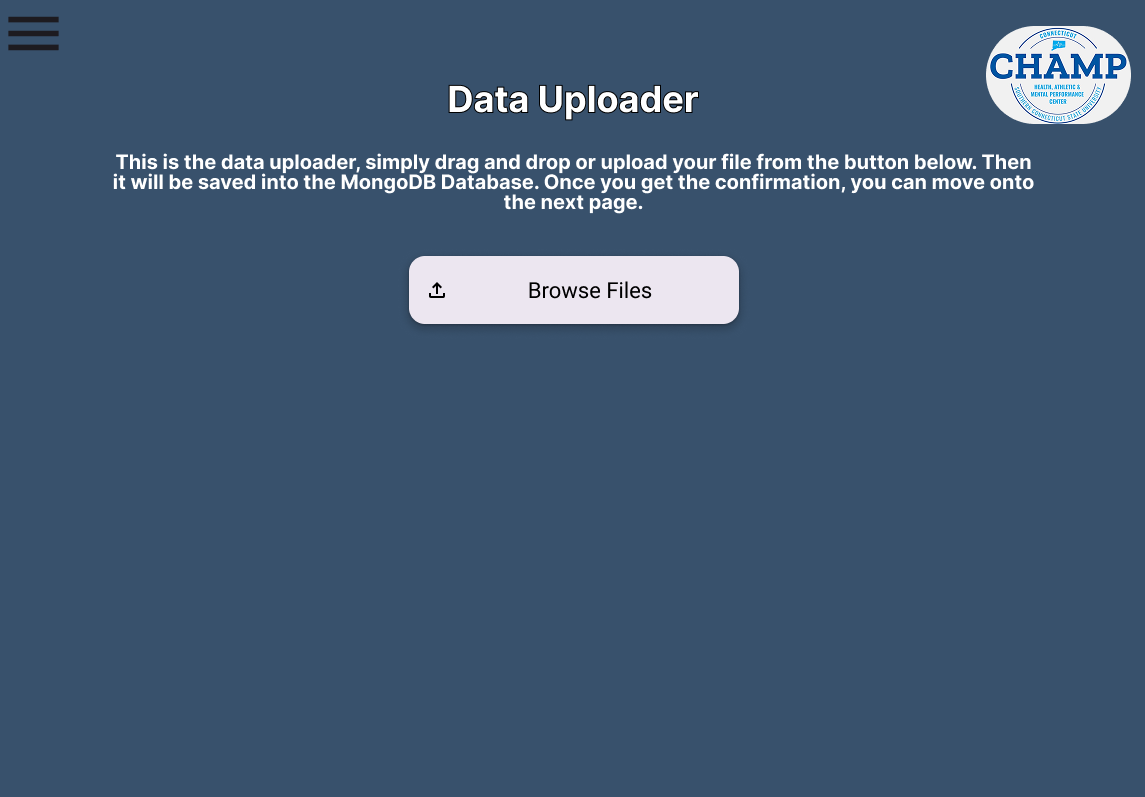 CONNECTICUT
CHAMP
HEALTH, ATHLETIC &
MENTAL PERFORMANCE
CENTER
SOUTHERN CONNECTICUT STATE UNIVERSITY
Data Uploader
This is the data uploader, simply drag and drop or upload your file from the button below. Then
it will be saved into the MongoDB Database. Once you get the confirmation, you can move onto
the next page.
Browse Files